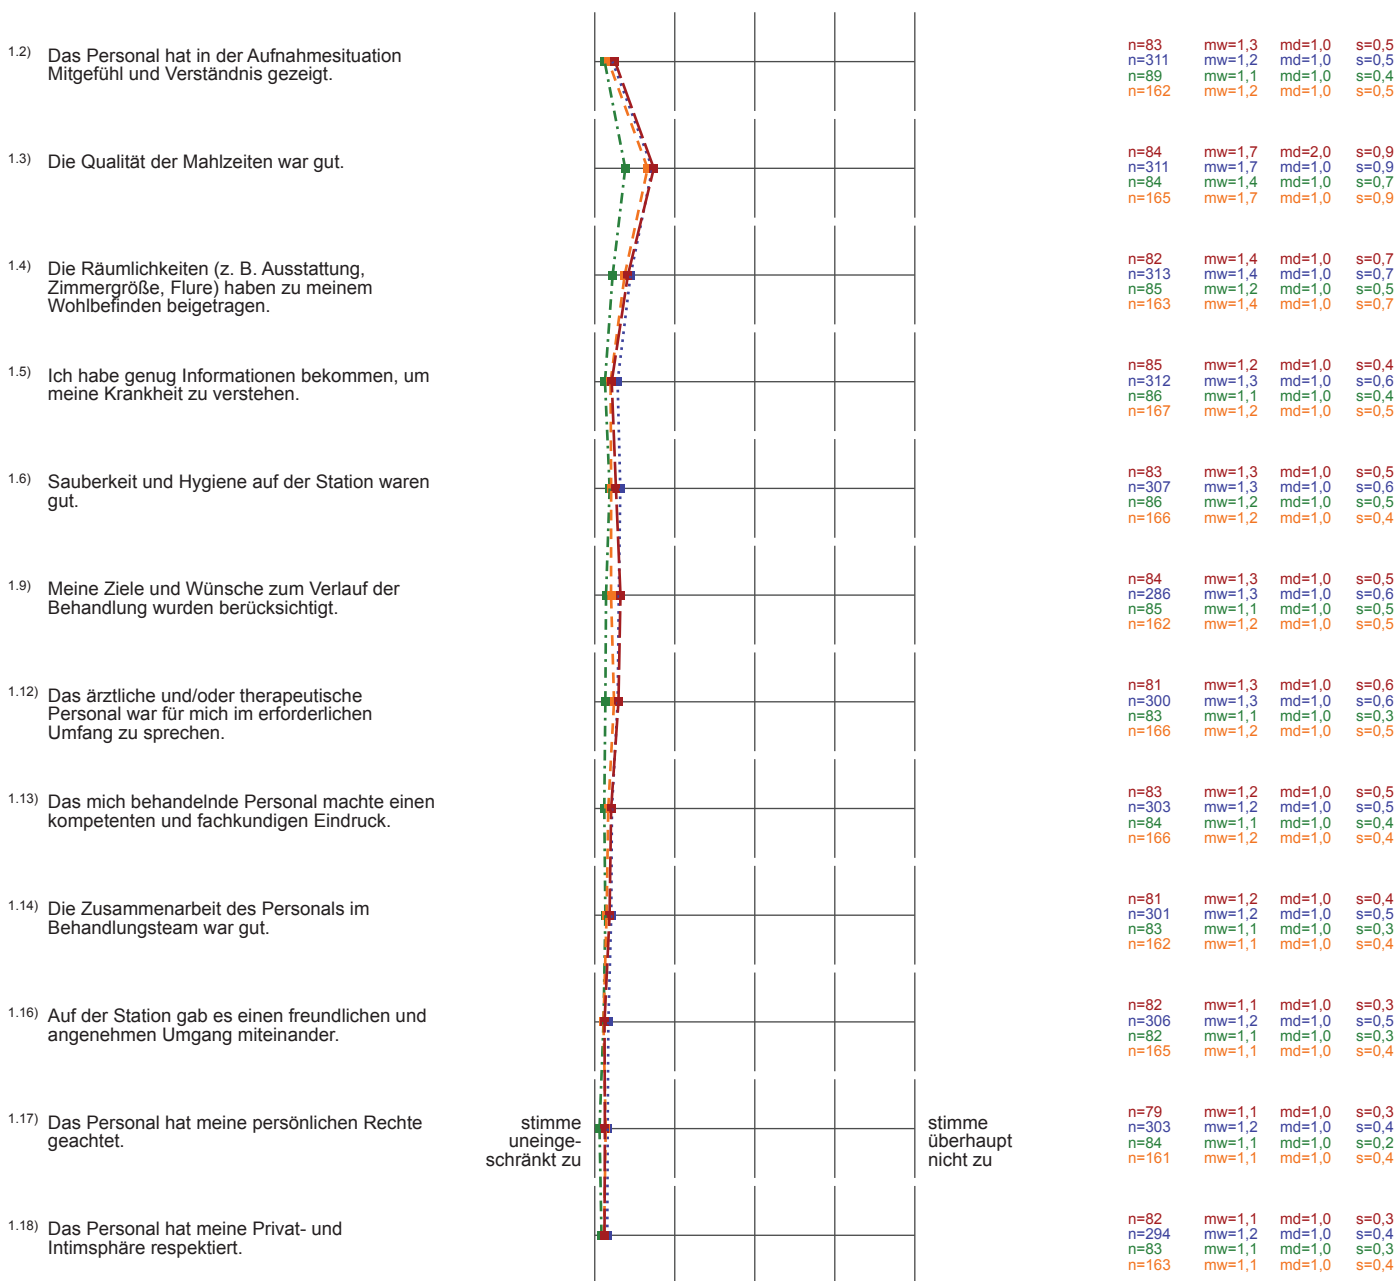 1.2) Das Personal hat in der Aufnahmesituation
Mitgefühl und Verständnis gezeigt.
n=83 mw=1,3 md=1,0 s=0,5
n=311 mw=1,2 md=1,0 s=0,5
n=89 mw=1,1 md=1,0 s=0,4
n=162 mw=1,2 md=1,0 s=0,5
1.3) Die Qualität der Mahlzeiten war gut.
n=84 mw=1,7 md=2,0 s=0,9
n=311 mw=1,7 md=1,0 s=0,9
n=84 mw=1,4 md=1,0 s=0,7
n=165 mw=1,7 md=1,0 s=0,9
1.4) Die Räumlichkeiten (z. B. Ausstattung,
Zimmergröße, Flure) haben zu meinem
Wohlbefinden beigetragen.
n=82 mw=1,4 md=1,0 s=0,7
n=313 mw=1,4 md=1,0 s=0,7
n=85 mw=1,2 md=1,0 s=0,5
n=163 mw=1,4 md=1,0 s=0,7
1.5) Ich habe genug Informationen bekommen, um
meine Krankheit zu verstehen.
n=85 mw=1,2 md=1,0 s=0,4
n=312 mw=1,3 md=1,0 s=0,6
n=86 mw=1,1 md=1,0 s=0,4
n=167 mw=1,2 md=1,0 s=0,5
1.6) Sauberkeit und Hygiene auf der Station waren
gut.
n=83 mw=1,3 md=1,0 s=0,5
n=307 mw=1,3 md=1,0 s=0,6
n=86 mw=1,2 md=1,0 s=0,5
n=166 mw=1,2 md=1,0 s=0,4
1.9) Meine Ziele und Wünsche zum Verlauf der
Behandlung wurden berücksichtigt.
n=84 mw=1,3 md=1,0 s=0,5
n=286 mw=1,3 md=1,0 s=0,6
n=85 mw=1,1 md=1,0 s=0,5
n=162 mw=1,2 md=1,0 s=0,5
1.12) Das ärztliche und/oder therapeutische
Personal war für mich im erforderlichen
Umfang zu sprechen.
n=81 mw=1,3 md=1,0 s=0,6
n=300 mw=1,3 md=1,0 s=0,6
n=83 mw=1,1 md=1,0 s=0,3
n=166 mw=1,2 md=1,0 s=0,5
1.13) Das mich behandelnde Personal machte einen
kompetenten und fachkundigen Eindruck.
n=83 mw=1,2 md=1,0 s=0,5
n=303 mw=1,2 md=1,0 s=0,5
n=84 mw=1,1 md=1,0 s=0,4
n=166 mw=1,2 md=1,0 s=0,4
1.14) Die Zusammenarbeit des Personals im
Behandlungsteam war gut.
n=81 mw=1,2 md=1,0 s=0,4
n=301 mw=1,2 md=1,0 s=0,5
n=83 mw=1,1 md=1,0 s=0,3
n=162 mw=1,1 md=1,0 s=0,4
1.16) Auf der Station gab es einen freundlichen und
angenehmen Umgang miteinander.
n=82 mw=1,1 md=1,0 s=0,3
n=306 mw=1,2 md=1,0 s=0,5
n=82 mw=1,1 md=1,0 s=0,3
n=165 mw=1,1 md=1,0 s=0,4
1.17) Das Personal hat meine persönlichen Rechte
geachtet.
stimme
uneinge-
schränkt zu
stimme
überhaupt
nicht zu
n=79 mw=1,1 md=1,0 s=0,3
n=303 mw=1,2 md=1,0 s=0,4
n=84 mw=1,1 md=1,0 s=0,2
n=161 mw=1,1 md=1,0 s=0,4
1.18) Das Personal hat meine Privat- und
Intimsphäre respektiert.
n=82 mw=1,1 md=1,0 s=0,3
n=294 mw=1,2 md=1,0 s=0,4
n=83 mw=1,1 md=1,0 s=0,3
n=163 mw=1,1 md=1,0 s=0,4